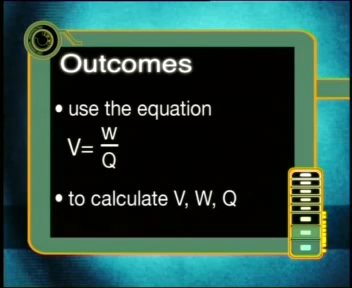 Outcomes
• use the equation
V= w/Q
• to calculate V, W, Q